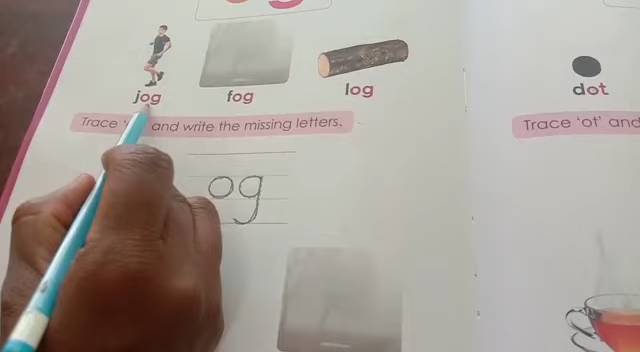 jog fog log
dot
Trace ' and write the missing letters.
Trace 'ot' and
og